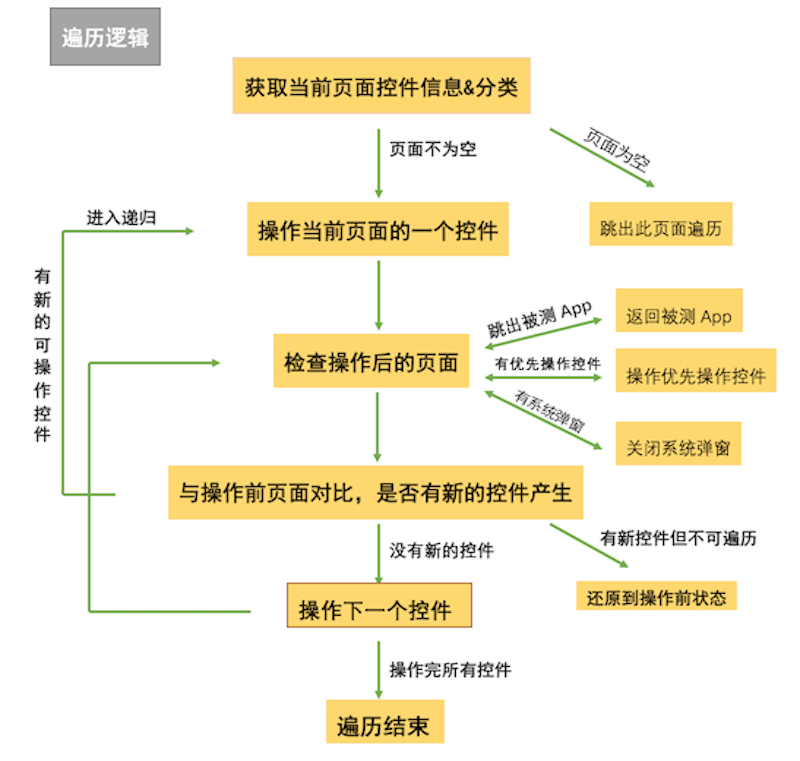 遍历逻辑
获取当前页面控件信息&分类
页面不为空
页面为空
进入递归
操作当前页面的一个控件
跳出此页面遍历
有新的可操作控件
跳出被测 App
返回被测 App
检查操作后的页面
有优先操作控件
操作优先操作控件
有系统弹窗
关闭系统弹窗
与操作前页面对比，是否有新的控件产生
没有新的控件
有新控件但不可遍历
操作下一个控件
还原到操作前状态
操作完所有控件
遍历结束